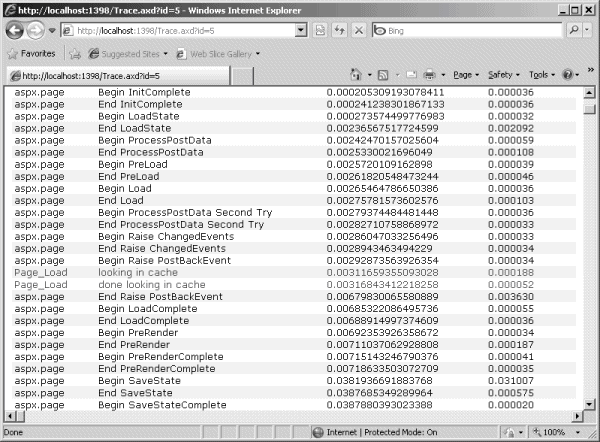 http://localhost:1398/Trace.axd?id=5 - Windows Internet Explorer
http://localhost:1398/Trace.axd?id=5
Bing
Favorites Suggested Sites Web Slice Gallery
http://localhost:1398/Trace.axd?id=5 Page Safety Tools
aspx.page Begin InitComplete 0.000205309193078411 0.000036
aspx.page End InitComplete 0.000241238301867133 0.000036
aspx.page Begin LoadState 0.000273574499776983 0.000032
aspx.page End LoadState 0.00236567517724599 0.002092
aspx.page Begin ProcessPostData 0.00242470157025604 0.000059
aspx.page End ProcessPostData 0.0025330021696049 0.000108
aspx.page Begin PreLoad 0.0025720109162898 0.000039
aspx.page End PreLoad 0.00261820548473244 0.000046
aspx.page Begin Load 0.00265464786650386 0.000036
aspx.page End Load 0.00275781573602576 0.000103
aspx.page Begin ProcessPostData Second Try 0.00279374484481448 0.000036
aspx.page End ProcessPostData Second Try 0.00282710758868972 0.000033
aspx.page Begin Raise ChangedEvents 0.00286047033256496 0.000033
aspx.page End Raise ChangedEvents 0.0028943463494229 0.000034
aspx.page Begin Raise PostBackEvent 0.00292873563926354 0.000034
Page_Load looking in cache 0.00311659355093028 0.000188
Page_Load done looking in cache 0.00316843412218258 0.000052
aspx.page End Raise PostBackEvent 0.00679830065580889 0.003630
aspx.page Begin LoadComplete 0.00685322086495736 0.000055
aspx.page End LoadComplete 0.00688914997374609 0.000036
aspx.page Begin PreRender 0.00692353926358672 0.000034
aspx.page End PreRender 0.00711037062928808 0.000187
aspx.page Begin PreRenderComplete 0.00715143246790376 0.000041
aspx.page End PreRenderComplete 0.00718633503072709 0.000035
aspx.page Begin SaveState 0.0381936691883768 0.031007
aspx.page End SaveState 0.0387685349289964 0.000575
aspx.page Begin SaveStateComplete 0.0387880393023388 0.000020
Done Internet | Protected Mode: On 100%